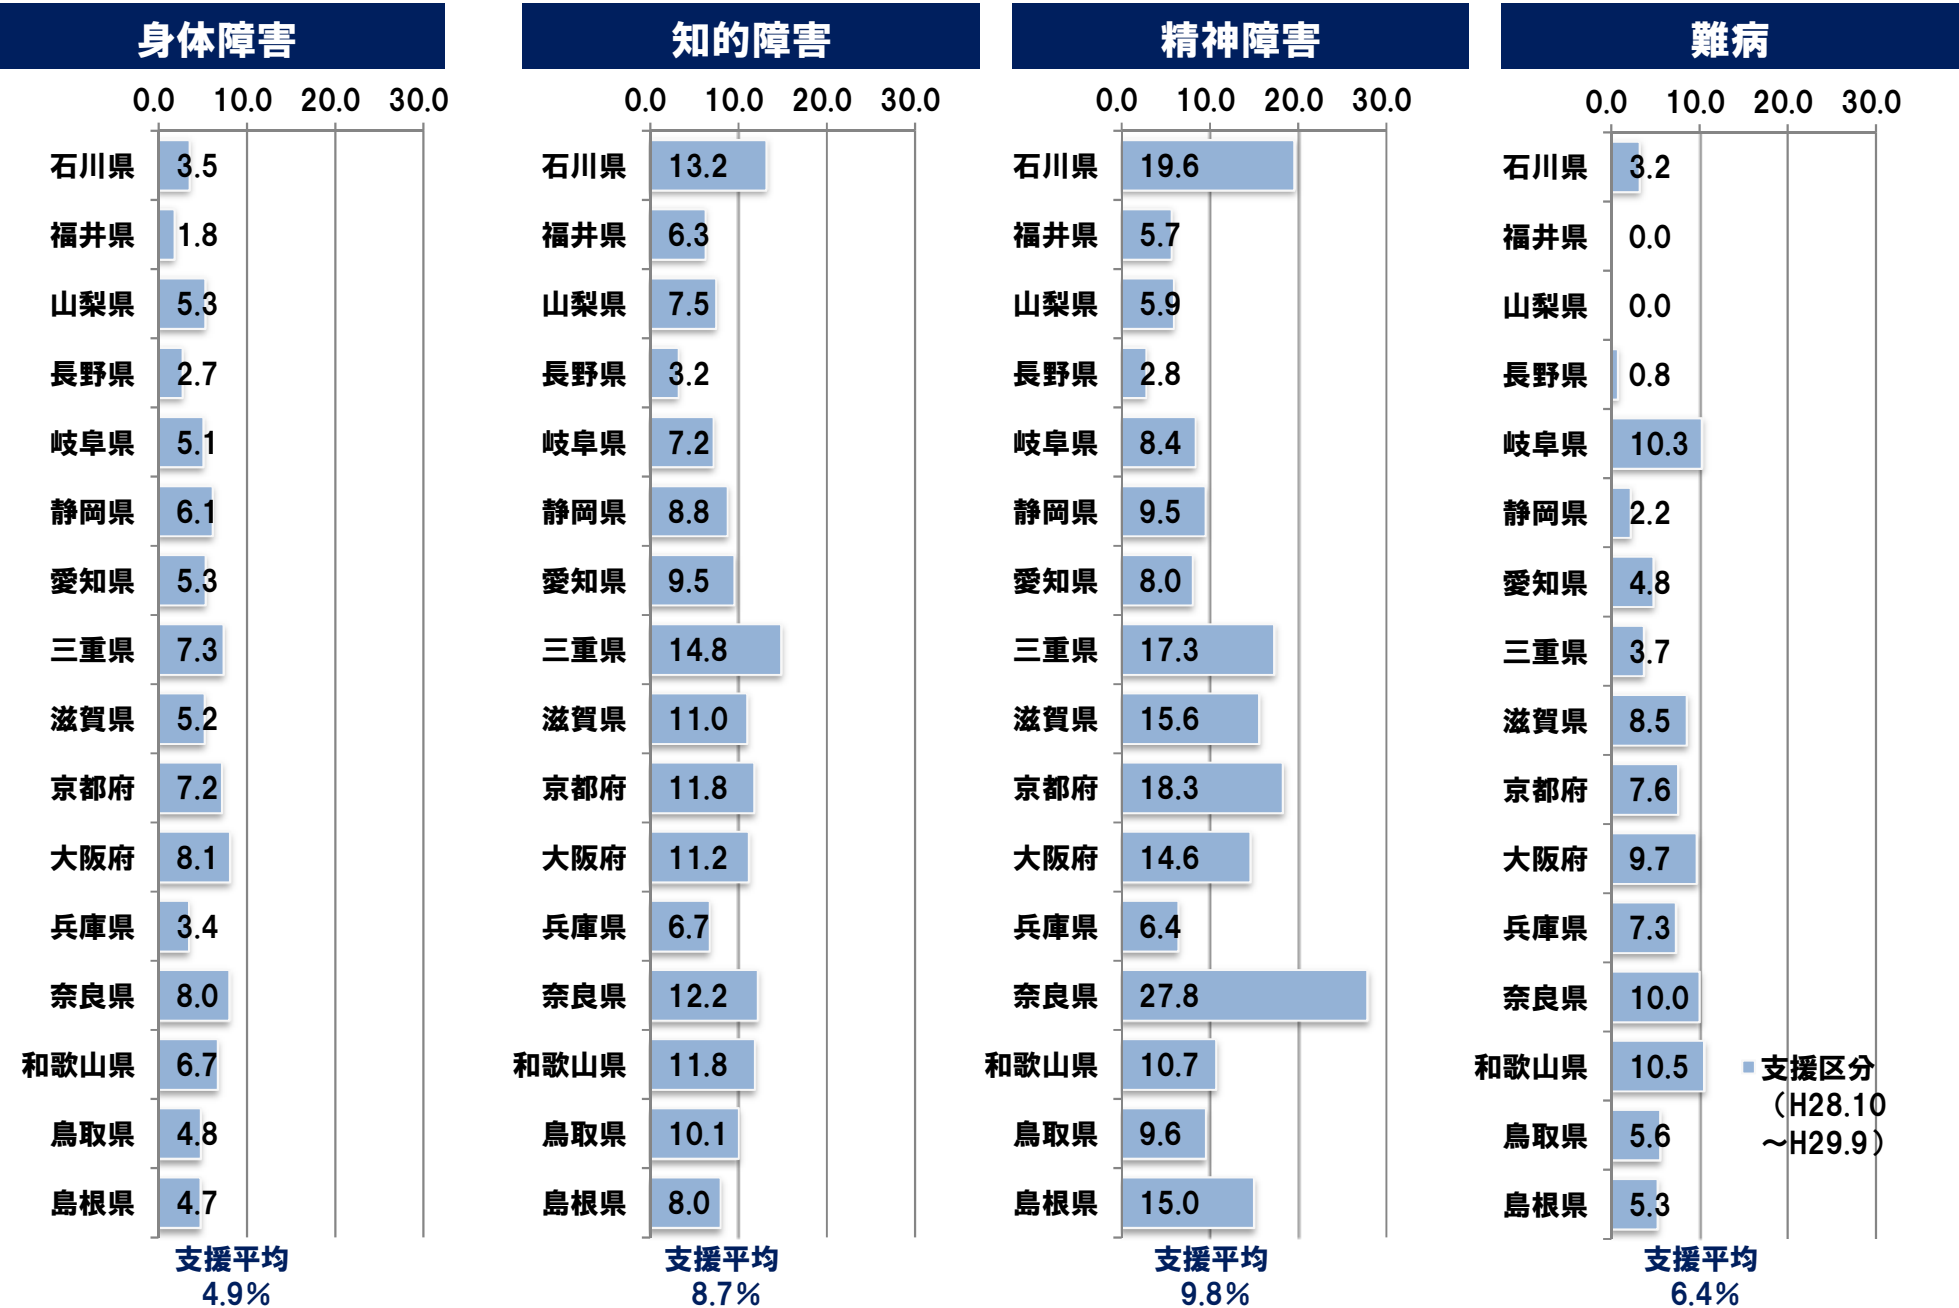 身体障害
0.0 10.0 20.0 30.0
石川県 3.5
福井県 1.8
山梨県 5.3
長野県 2.7
岐阜県 5.1
静岡県 6.1
愛知県 5.3
三重県 7.3
滋賀県 5.2
京都府 7.2
大阪府 8.1
兵庫県 3.4
奈良県 8.0
和歌山県 6.7
鳥取県 4.8
島根県 4.7
支援平均
4.9%
知的障害
0.0 10.0 20.0 30.0
石川県 13.2
福井県 6.3
山梨県 7.5
長野県 3.2
岐阜県 7.2
静岡県 8.8
愛知県 9.5
三重県 14.8
滋賀県 11.0
京都府 11.8
大阪府 11.2
兵庫県 6.7
奈良県 12.2
和歌山県 11.8
鳥取県 10.1
島根県 8.0
支援平均
8.7%
精神障害
0.0 10.0 20.0 30.0
石川県 19.6
福井県 5.7
山梨県 5.9
長野県 2.8
岐阜県 8.4
静岡県 9.5
愛知県 8.0
三重県 17.3
滋賀県 15.6
京都府 18.3
大阪府 14.6
兵庫県 6.4
奈良県 27.8
和歌山県 10.7
鳥取県 9.6
島根県 15.0
支援平均
9.8%
難病
0.0 10.0 20.0 30.0
石川県 3.2
福井県 0.0
山梨県 0.0
長野県 0.8
岐阜県 10.3
静岡県 2.2
愛知県 4.8
三重県 3.7
滋賀県 8.5
京都府 7.6
大阪府 9.7
兵庫県 7.3
奈良県 10.0
和歌山県 10.5
鳥取県 5.6
島根県 5.3
支援区分
（H28.10
～H29.9）
支援平均
6.4%